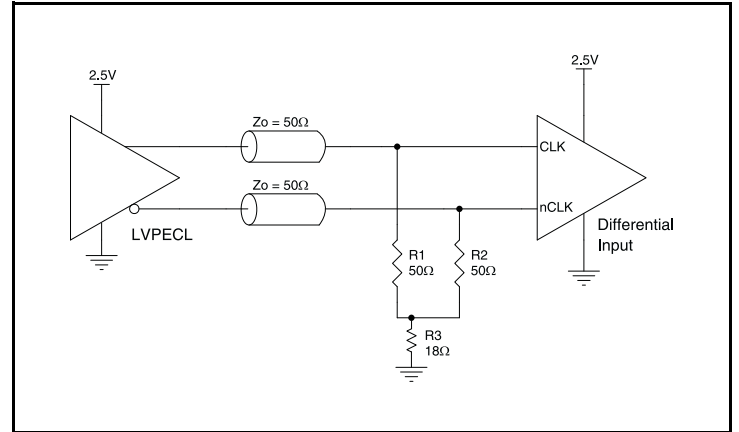 2.5V
2.5V
Zo = 50Ω
CLK
Zo = 50Ω
nCLK
LVPECL
Differential
Input
R1
50Ω
R2
50Ω
R3
18Ω